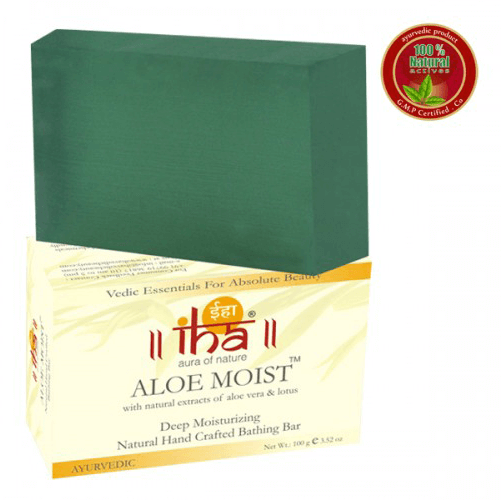 ayurvedic product
100%
Natural
actives
G.M.P Certified . Co
Vedic Essentials For Absolute Beauty
ईहा
॥ iha ® ॥
aura of nature
ALOE MOIST™
with natural extracts of aloe vera & lotus
Deep Moisturizing
Natural Hand Crafted Bathing Bar
Net Wt.: 100 g ℮ 3.52 oz
AYURVEDIC